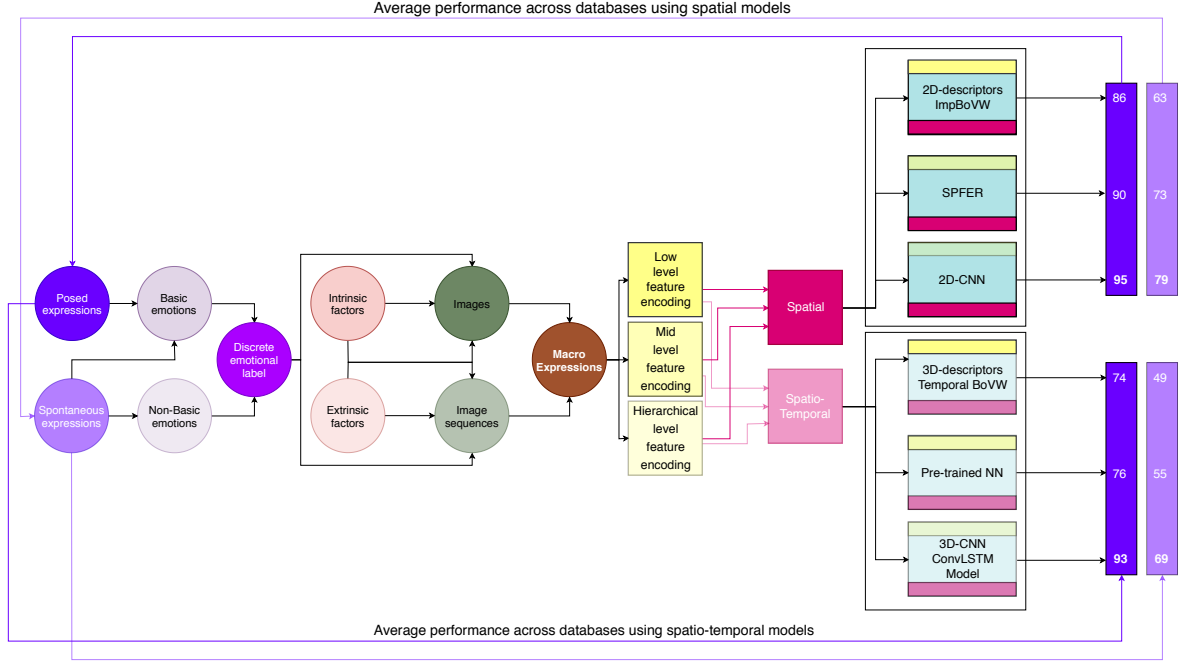 Average performance across databases using spatial models
Posed
expressions
Basic
emotions
Spontaneous
expressions
Non-Basic
emotions
Discrete
emotional
label
Intrinsic
factors
Extrinsic
factors
Images
Image
sequences
Macro
Expressions
Low
level
feature
encoding
Mid
level
feature
encoding
Hierarchical
level
feature
encoding
Spatial
Spatio-
Temporal
2D-descriptors
ImpBoVW
86
63
SPFER
90
73
2D-CNN
95
79
3D-descriptors
Temporal BoVW
74
49
Pre-trained NN
76
55
3D-CNN
ConvLSTM
Model
93
69
Average performance across databases using spatio-temporal models